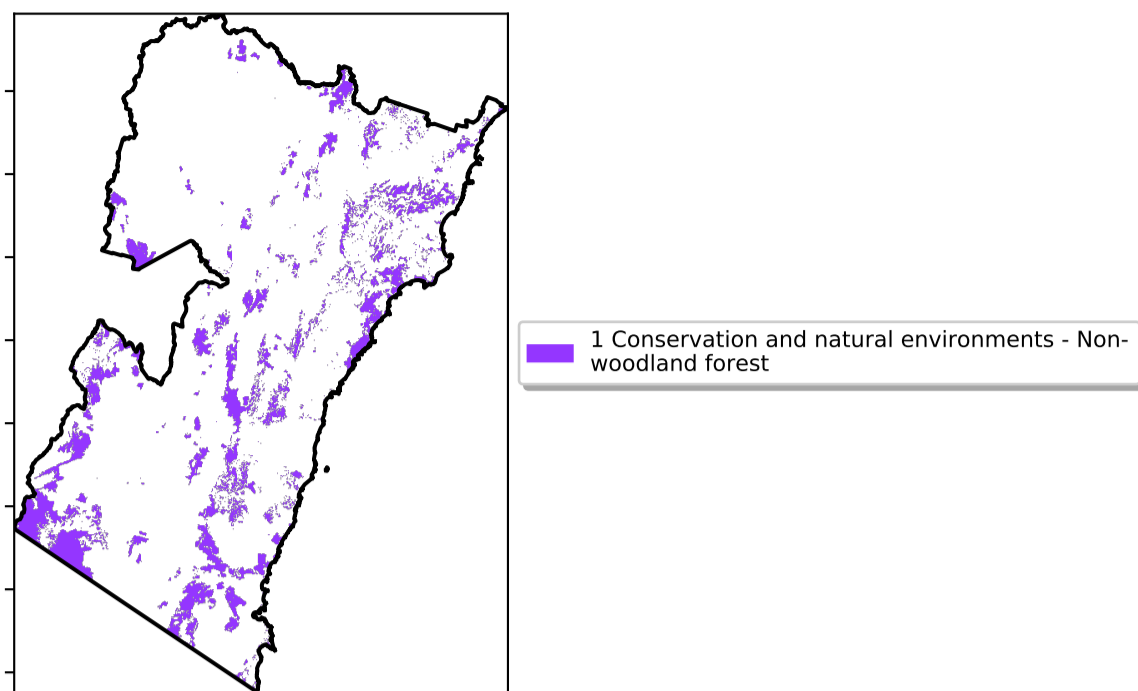 1 Conservation and natural environments - Non-
woodland forest